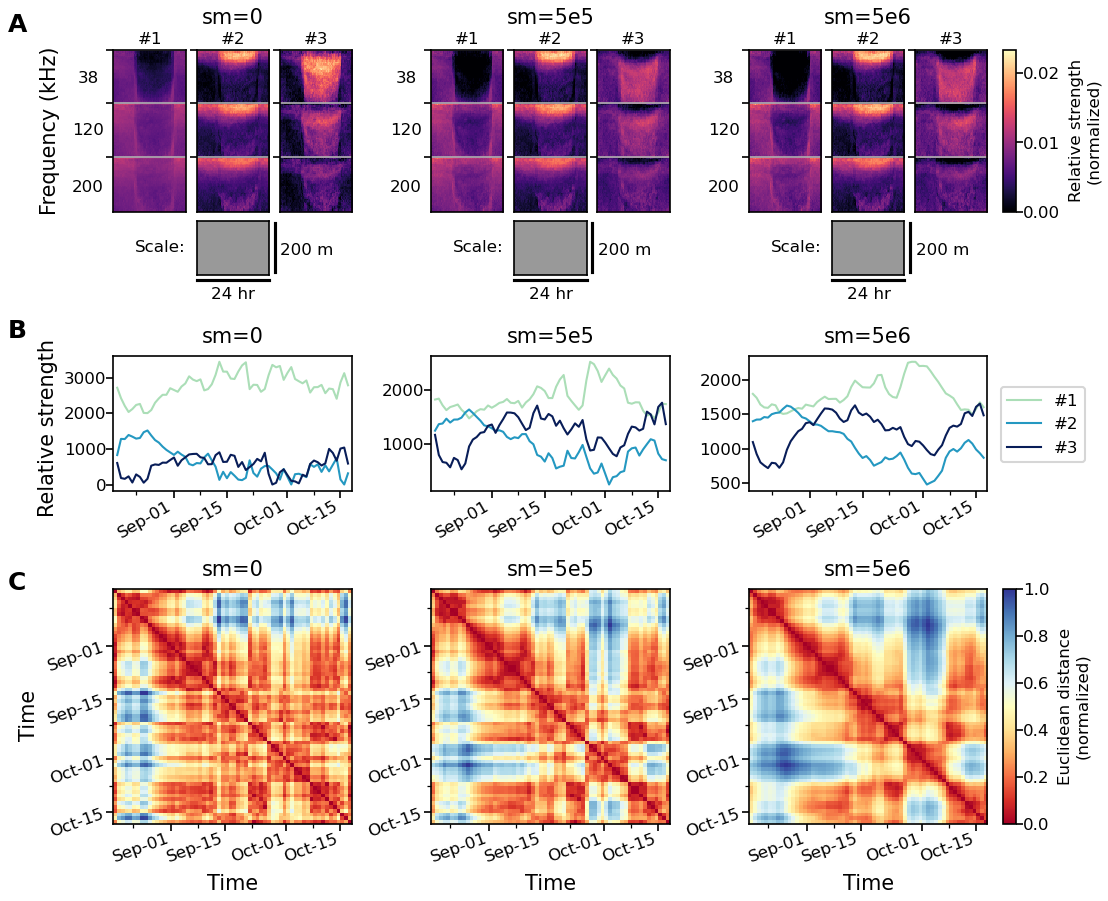 A
sm=0
sm=5e5
sm=5e6
#1 #2 #3
#1 #2 #3
#1 #2 #3
Frequency (kHz)
38
120
200
38
120
200
38
120
200
0.02
0.01
0.00
Relative strength
(normalized)
Scale:
200 m
24 hr
Scale:
200 m
24 hr
Scale:
200 m
24 hr
B
sm=0
sm=5e5
sm=5e6
Relative strength
3000
2000
1000
0
2000
1000
2000
1500
1000
500
Sep-01
Sep-15
Oct-01
Oct-15
Sep-01
Sep-15
Oct-01
Oct-15
Sep-01
Sep-15
Oct-01
Oct-15
#1
#2
#3
C
sm=0
sm=5e5
sm=5e6
Time
Sep-01
Sep-15
Oct-01
Oct-15
Sep-01
Sep-15
Oct-01
Oct-15
Sep-01
Sep-15
Oct-01
Oct-15
1.0
0.8
0.6
0.4
0.2
0.0
Euclidean distance
(normalized)
Sep-01
Sep-15
Oct-01
Oct-15
Sep-01
Sep-15
Oct-01
Oct-15
Sep-01
Sep-15
Oct-01
Oct-15
Time
Time
Time